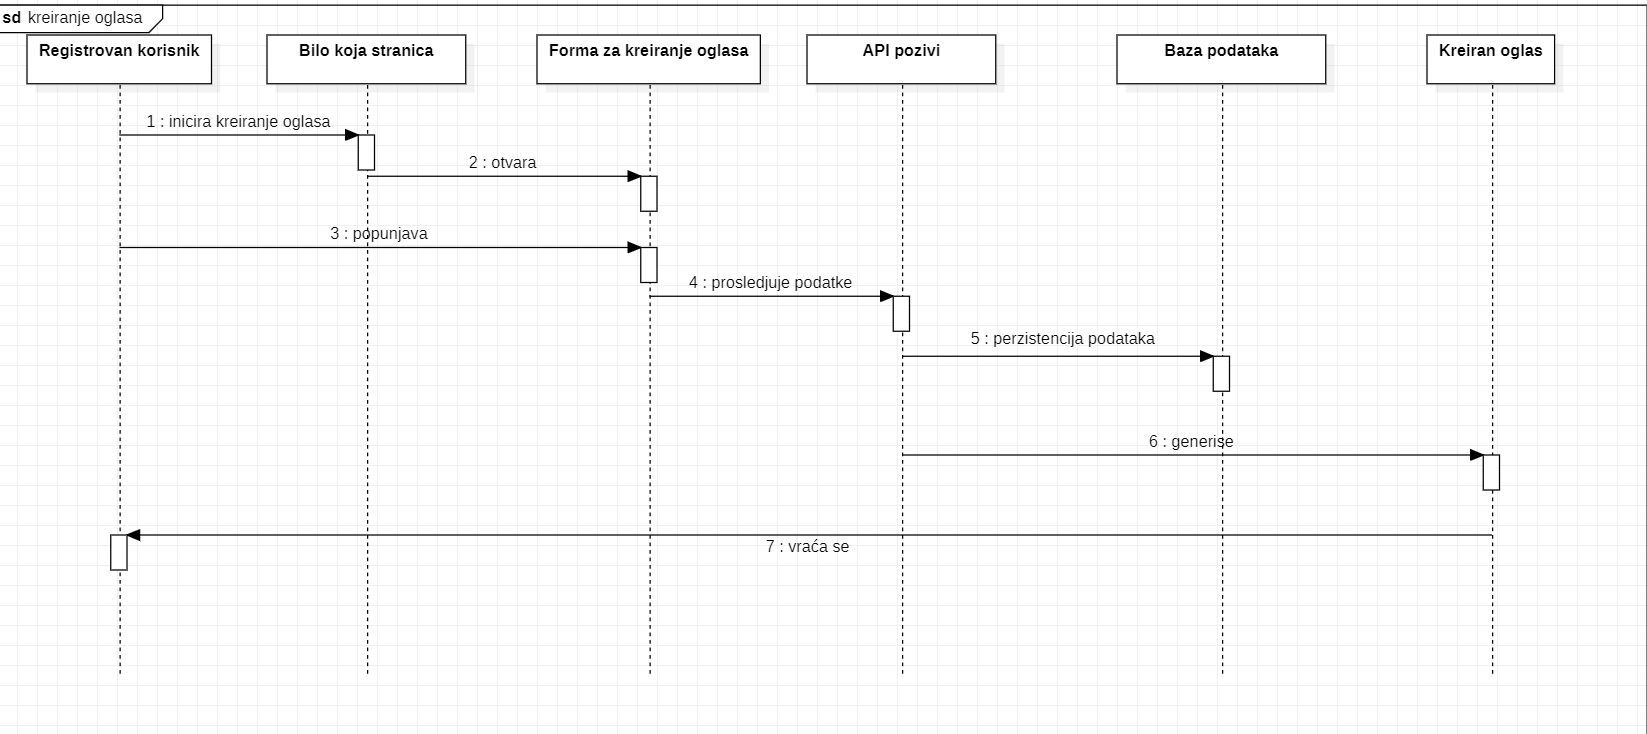 sd kreiranje oglasa
Registrovan korisnik
Bilo koja stranica
Forma za kreiranje oglasa
API pozivi
Baza podataka
Kreiran oglas
1 : inicira kreiranje oglasa
2 : otvara
3 : popunjava
4 : prosledjuje podatke
5 : perzistencija podataka
6 : generise
7 : vraća se